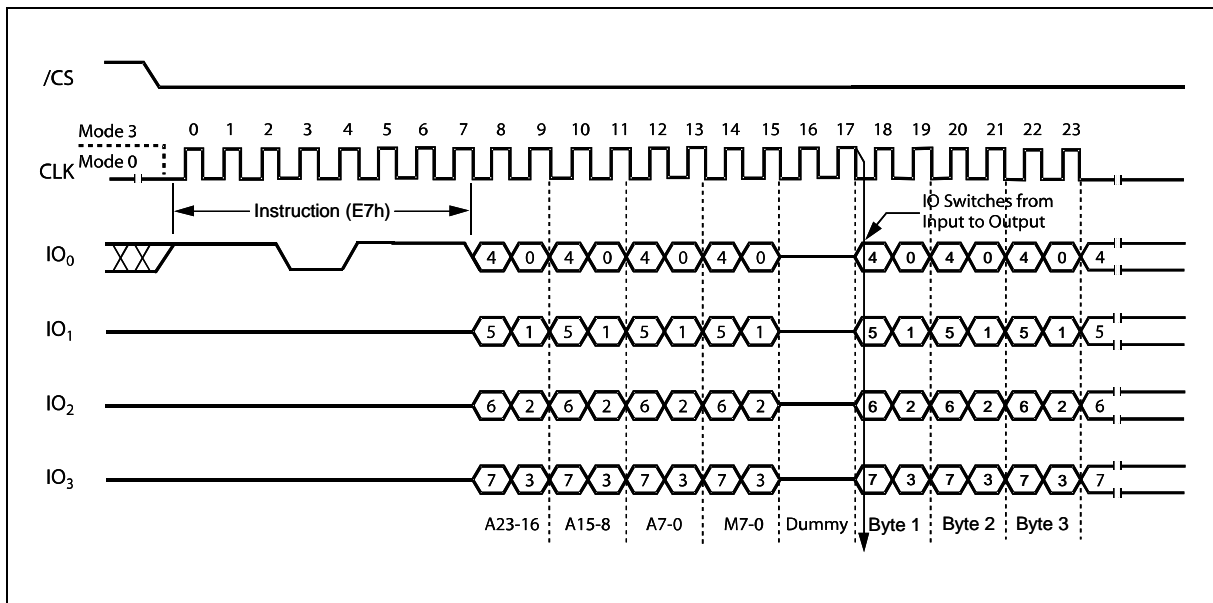 /CS
Mode 3
0 1 2 3 4 5 6 7 8 9 10 11 12 13 14 15 16 17 18 19 20 21 22 23
Mode 0
CLK
Instruction (E7h)
IO Switches from
Input to Output
IO0 4 0 4 0 4 0 4 0 4 0 4 0 4 0 4
IO1 5 1 5 1 5 1 5 1 5 1 5 1 5 1 5
IO2 6 2 6 2 6 2 6 2 6 2 6 2 6 2 6
IO3 7 3 7 3 7 3 7 3 7 3 7 3 7 3 7
A23-16 A15-8 A7-0 M7-0 Dummy Byte 1 Byte 2 Byte 3